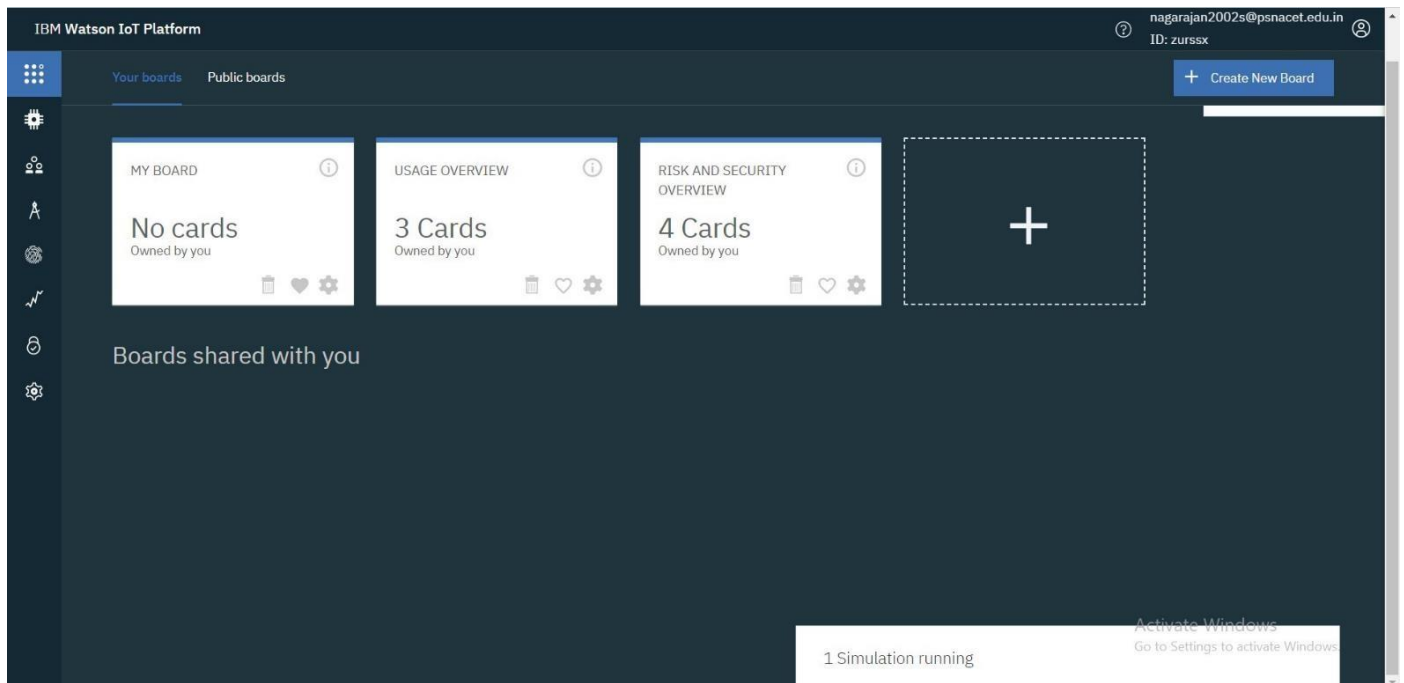 IBM Watson IoT Platform
nagarajan2002s@psnacet.edu.in
ID: zurssx
Your boards
Public boards
Create New Board
MY BOARD
No cards
Owned by you
USAGE OVERVIEW
3 Cards
Owned by you
RISK AND SECURITY
OVERVIEW
4 Cards
Owned by you
Boards shared with you
1 Simulation running
Activate Windows
Go to Settings to activate Windows.